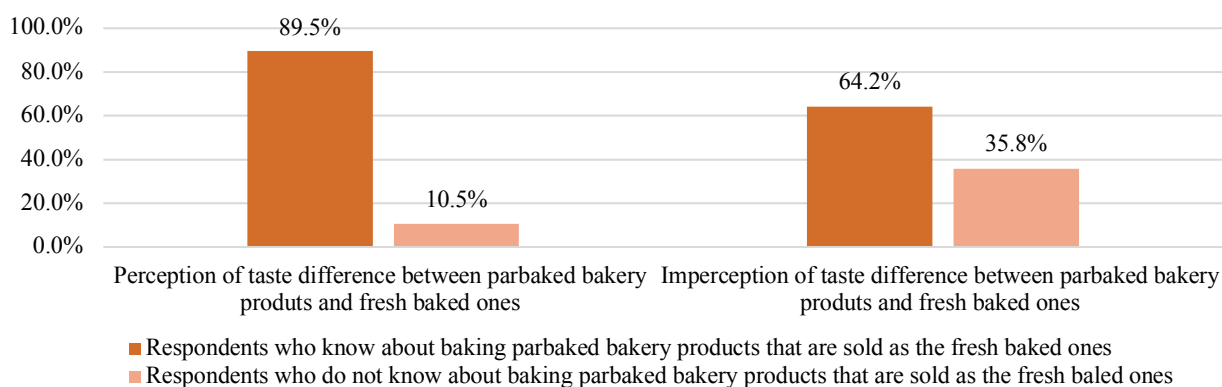 100.0%
80.0%
60.0%
40.0%
20.0%
0.0%
89.5%
10.5%
64.2%
35.8%
Perception of taste difference between parbaked bakery
produts and fresh baked ones
Imperception of taste difference between parbaked bakery
produts and fresh baked ones
Respondents who know about baking parbaked bakery products that are sold as the fresh baked ones
Respondents who do not know about baking parbaked bakery products that are sold as the fresh baled ones